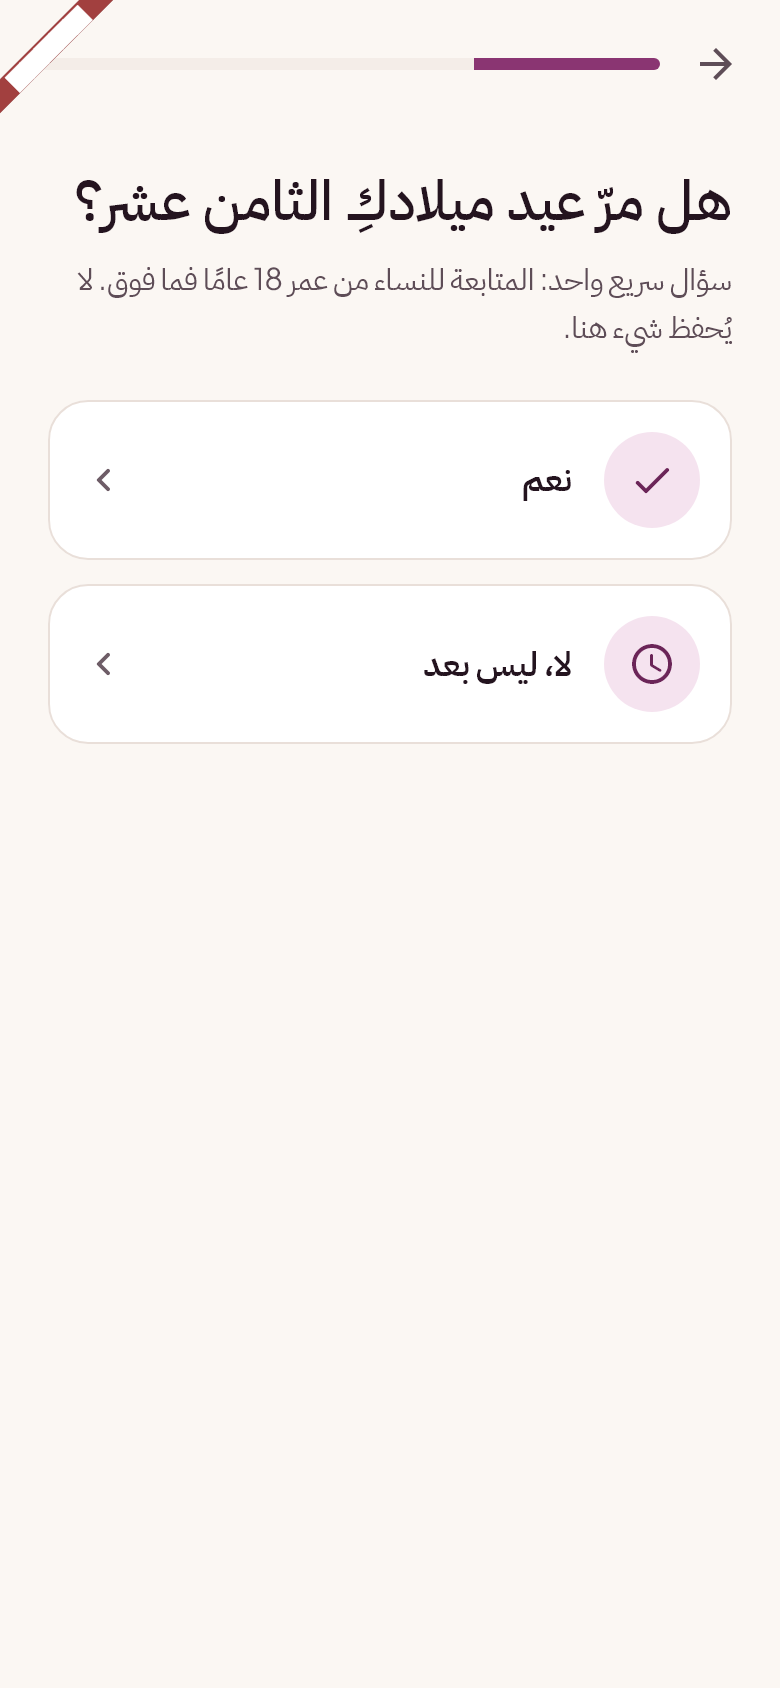 هل مرّ عيد ميلادكِ الثامن عشر؟
سؤال سريع واحد: المتابعة للنساء من عمر 18 عامًا فما فوق. لا
يُحفظ شيء هنا.
نعم
لا، ليس بعد